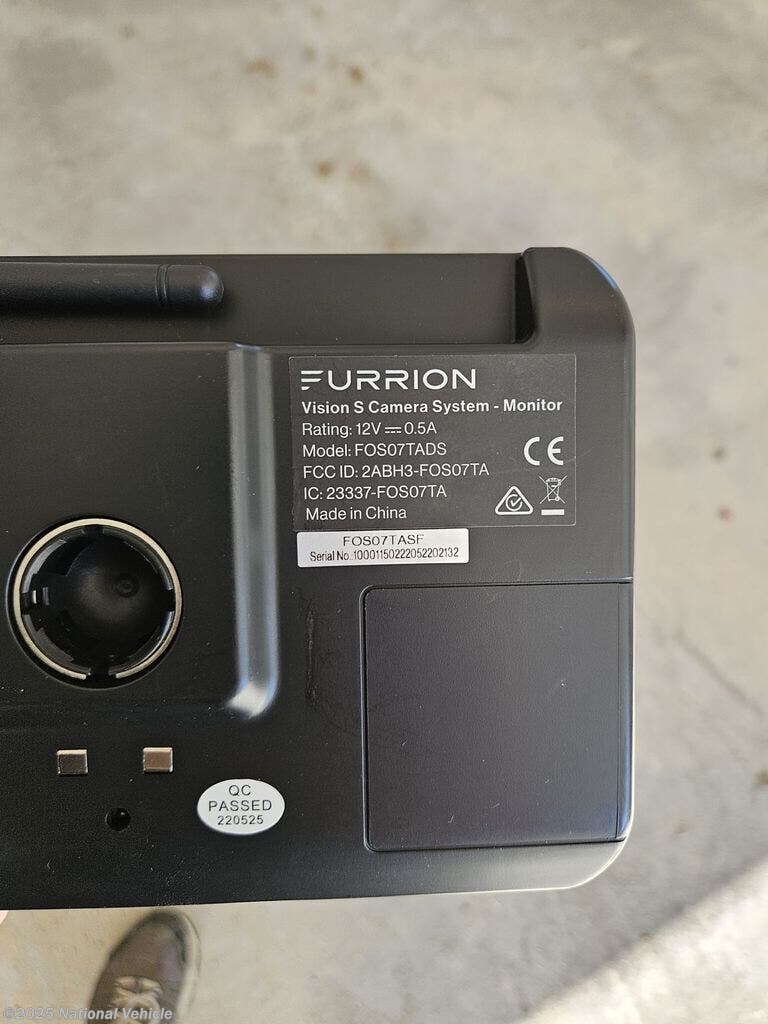 FURRION
Vision S Camera System - Monitor
Rating: 12V ⎓ 0.5A
Model: FOS07TADS
FCC ID: 2ABH3-FOS07TA
IC: 23337-FOS07TA
Made in China
CE
FOS07TASF
Serial No.:10001150222052202132
QC
PASSED
220525
©2025 National Vehicle